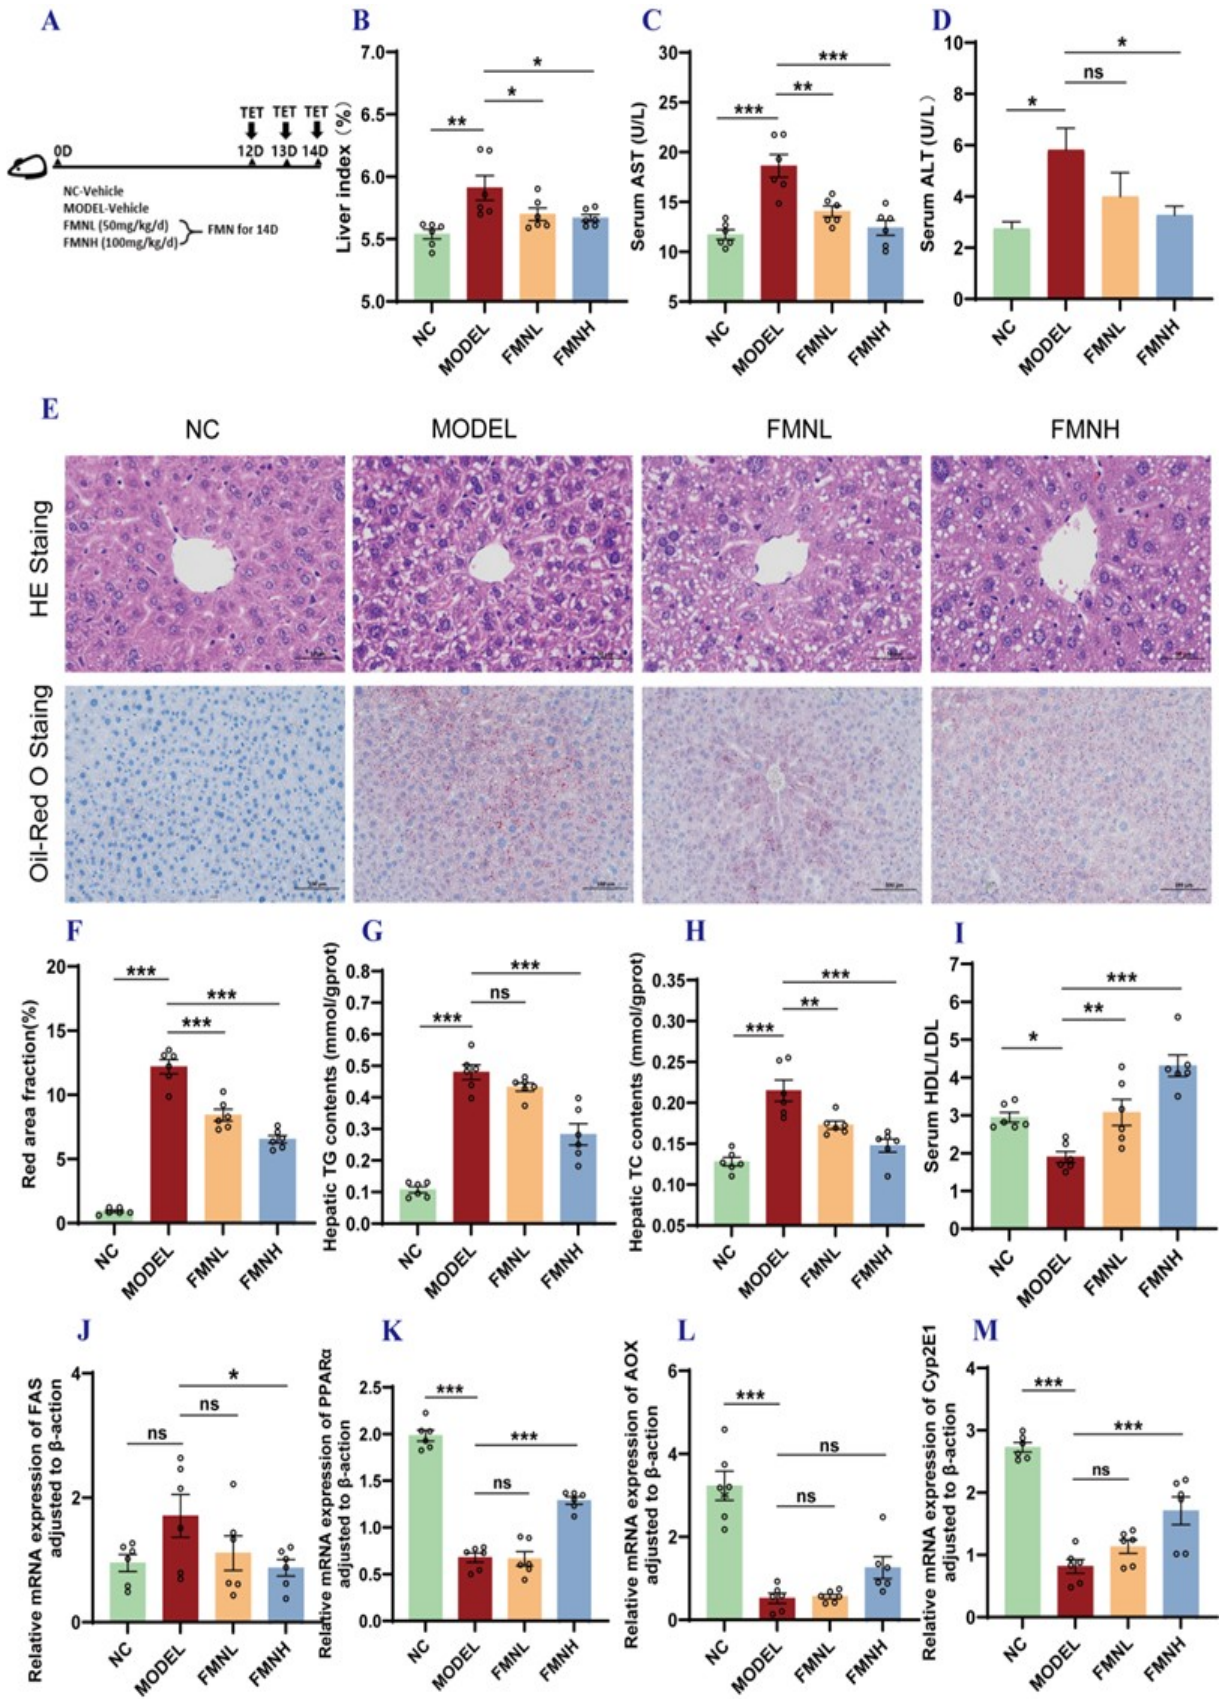 A
TET TET TET
0D 12D 13D 14D
NC-Vehicle
MODEL-Vehicle
FMNL (50mg/kg/d)
FMNH (100mg/kg/d)
FMN for 14D
B
Liver index (%)
7.0
6.5
6.0
5.5
5.0
**
*
*
NC MODEL FMNL FMNH
C
Serum AST (U/L)
30
25
20
15
10
5
***
**
***
NC MODEL FMNL FMNH
D
Serum ALT (U/L)
10
8
6
4
2
0
*
ns
*
NC MODEL FMNL FMNH
E
NC MODEL FMNL FMNH
HE Staing
Oil-Red O Staing
F
Red area fraction(%)
20
15
10
5
0
***
***
***
NC MODEL FMNL FMNH
G
Hepatic TG contents (mmol/gprot)
0.8
0.7
0.6
0.5
0.4
0.3
0.2
0.1
0.0
***
ns
***
NC MODEL FMNL FMNH
H
Hepatic TC contents (mmol/gprot)
0.35
0.30
0.25
0.20
0.15
0.10
0.05
***
**
***
NC MODEL FMNL FMNH
I
Serum HDL/LDL
7
6
5
4
3
2
1
0
*
**
***
NC MODEL FMNL FMNH
J
Relative mRNA expression of FAS
adjusted to β-action
4
2
0
ns
ns
*
NC MODEL FMNL FMNH
K
Relative mRNA expression of PPARα
adjusted to β-action
2.5
2.0
1.5
1.0
0.5
0.0
***
ns
***
NC MODEL FMNL FMNH
L
Relative mRNA expression of AOX
adjusted to β-action
6
4
2
0
***
ns
ns
NC MODEL FMNL FMNH
M
Relative mRNA expression of Cyp2E1
adjusted to β-action
4
3
2
1
0
***
ns
***
NC MODEL FMNL FMNH